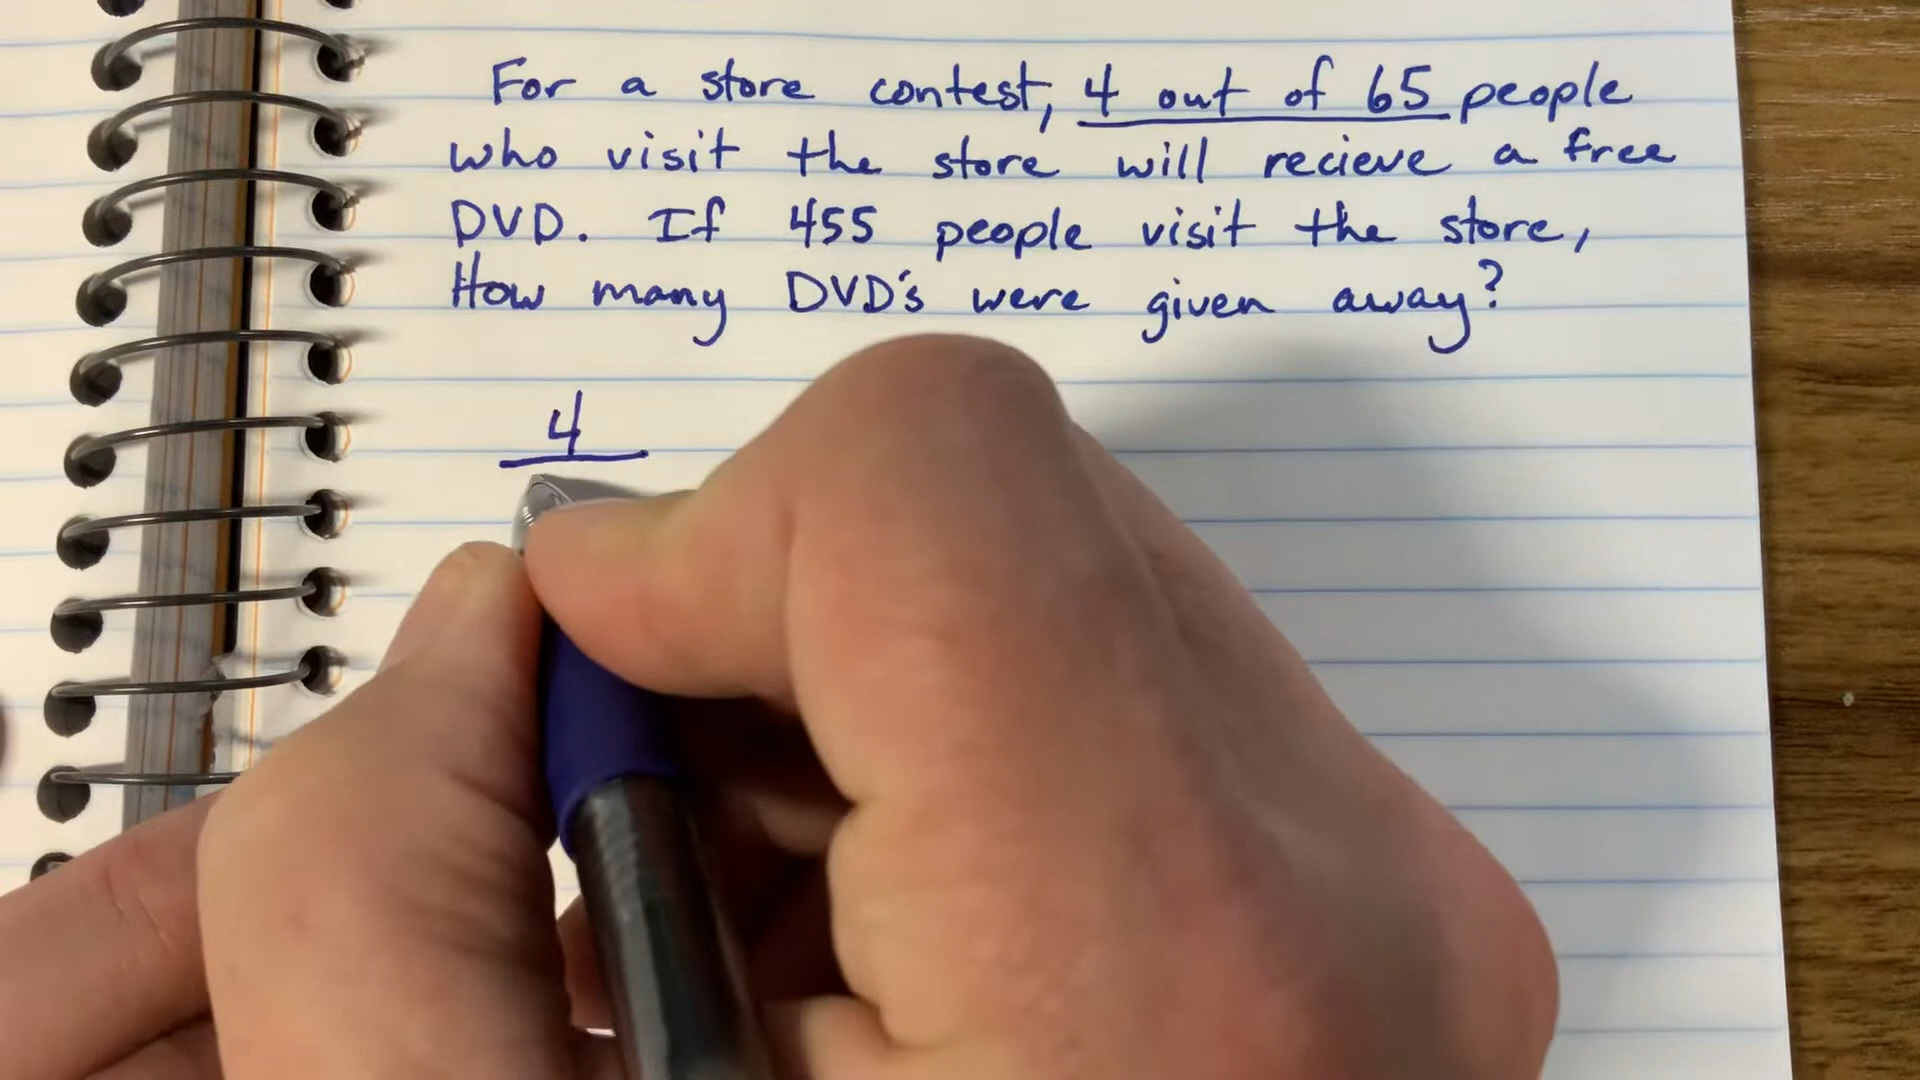 For a store contest, 4 out of 65 people
who visit the store will recieve a free
DVD. If 455 people visit the store,
How many DVD's were given away?
4